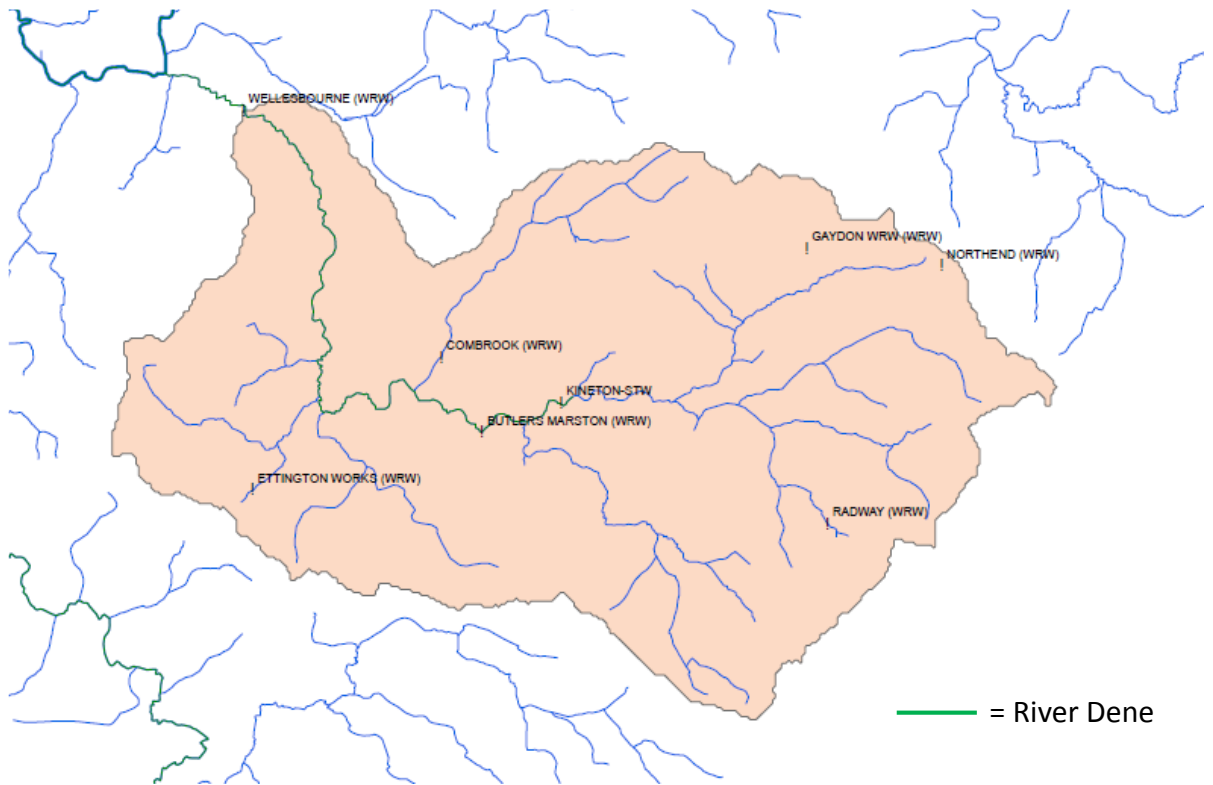 WELLESBOURNE (WRW)
GAYDON WRW (WRW)
NORTHEND (WRW)
COMBROOK (WRW)
KINETON-STW
BUTLERS MARSTON (WRW)
ETTINGTON WORKS (WRW)
RADWAY (WRW)
= River Dene